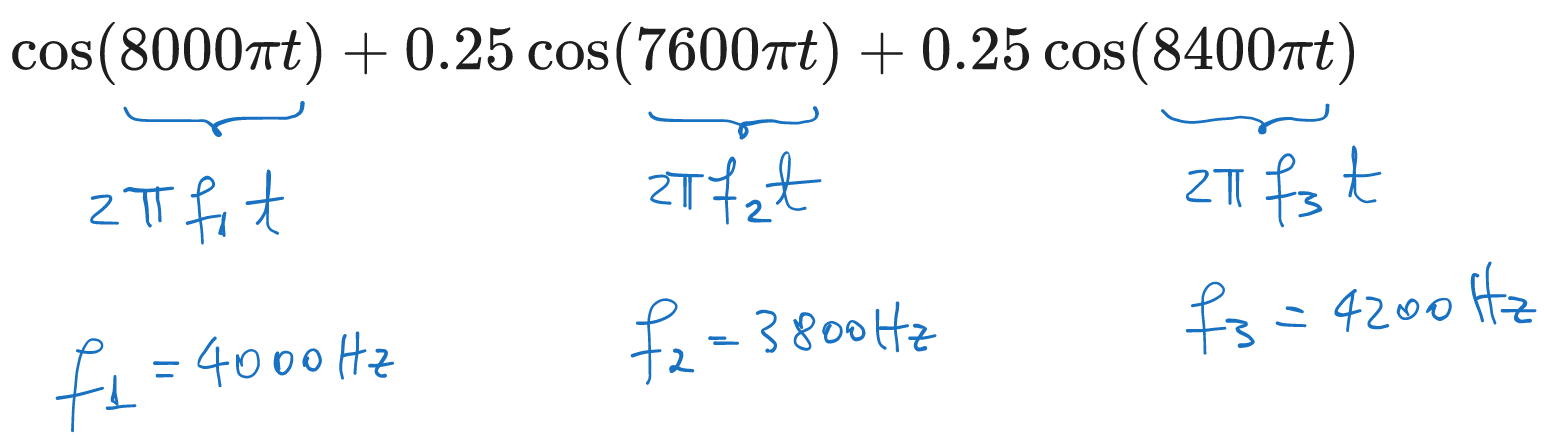 cos(8000πt) + 0.25 cos(7600πt) + 0.25 cos(8400πt)
2π f₁ t 2π f₂ t 2π f₃ t
f₁ = 4000 Hz f₂ = 3800 Hz f₃ = 4200 Hz